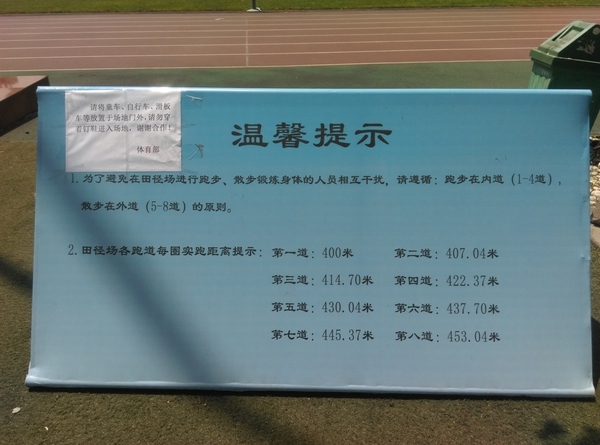 请将童车、自行车、滑板
车等放置于场地门外,请勿穿
着钉鞋进入场地,谢谢合作!
体育部
温馨提示
1.为了避免在田径场进行跑步、散步锻炼身体的人员相互干扰,请遵循:跑步在内道(1-4道),
散步在外道(5-8道)的原则。
2.田径场各跑道每圈实跑距离提示:第一道:400米 第二道:407.04米
第三道:414.70米 第四道:422.37米
第五道:430.04米 第六道:437.70米
第七道:445.37米 第八道:453.04米